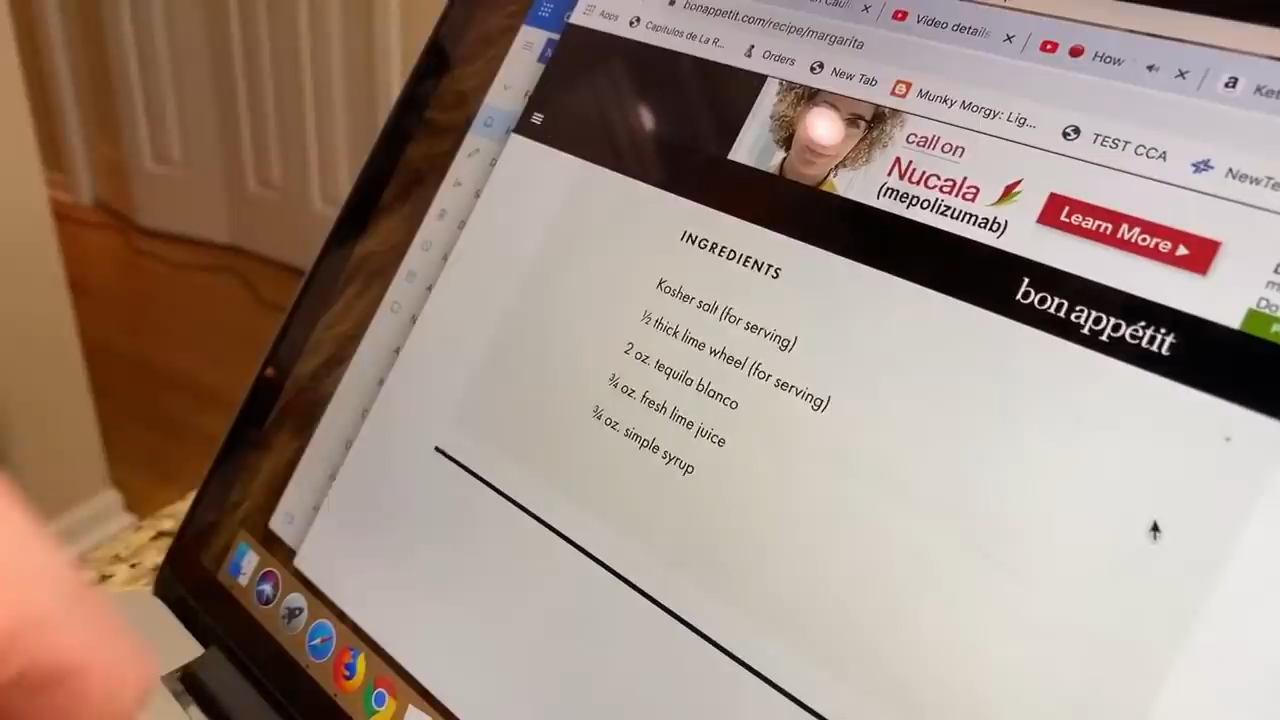 Video details
How
Ket
bonappetit.com/recipe/margarita
Apps
Capitulos de La R...
Orders
New Tab
Munky Morgy: Lig...
TEST CCA
NewTe
call on
Nucala
(mepolizumab)
Learn More
bon appétit
INGREDIENTS
Kosher salt (for serving)
½ thick lime wheel (for serving)
2 oz. tequila blanco
¾ oz. fresh lime juice
¾ oz. simple syrup